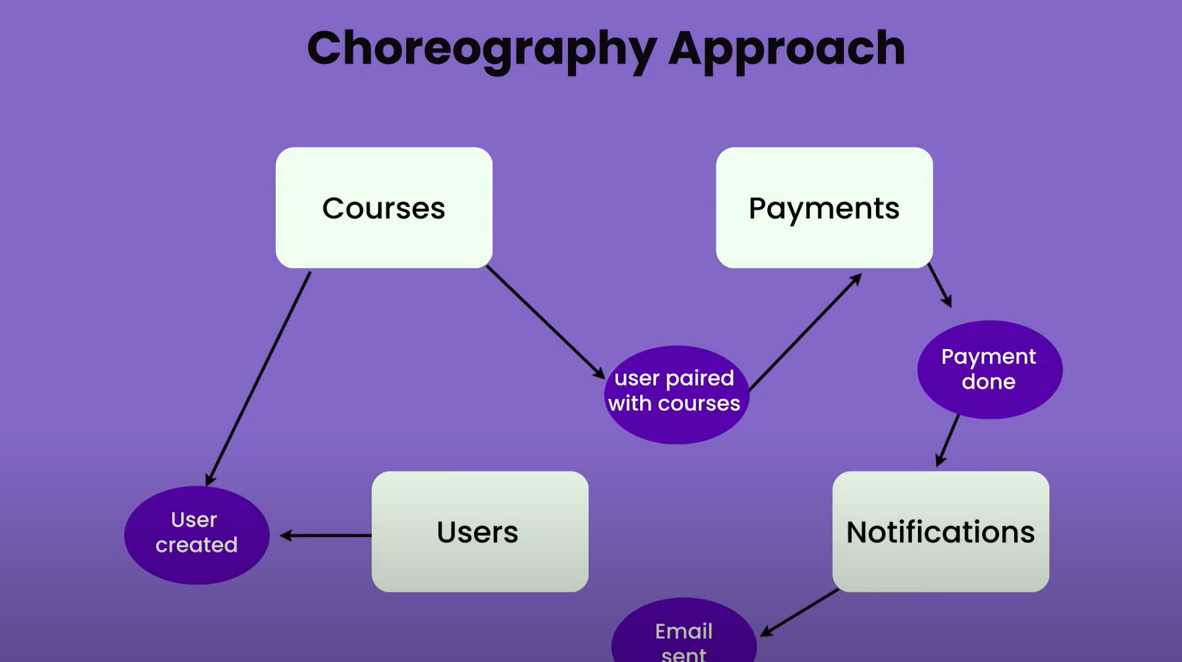 Choreography Approach
Courses
Payments
user paired
with courses
Payment
done
User
created
Users
Notifications
Email
sent